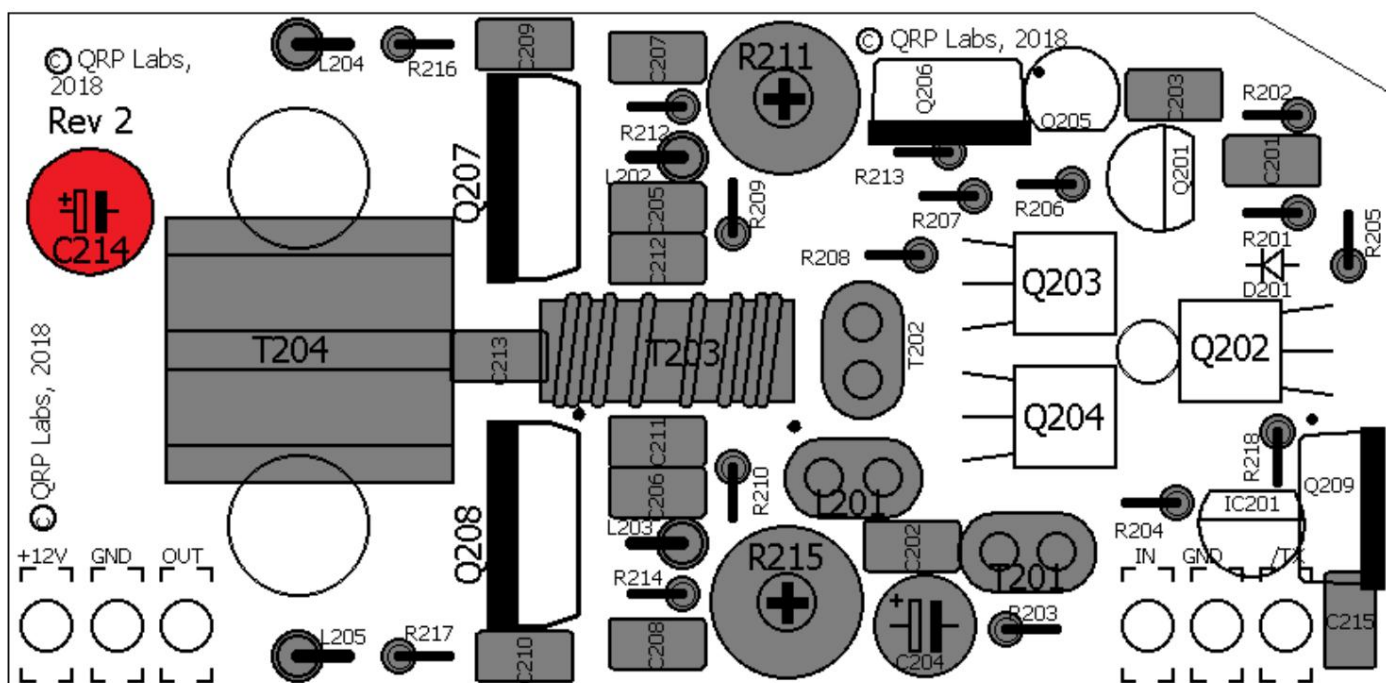 © QRP Labs,
2018
Rev 2
C214
+
L204
R216
C209
C207
R211
© QRP Labs, 2018
Q206
Q205
C203
R202
R212
L202
Q207
C205
R209
C212
R213
R207
R206
Q201
C201
R201
R205
R208
D201
Q203
Q202
T204
C213
T203
T202
Q204
© QRP Labs, 2018
C211
C206
R210
L201
R218
Q209
Q208
L203
R214
R215
C202
T201
R204
IC201
+12V
GND
OUT
IN
GND
/TX
+
C204
R203
C215
L205
R217
C210
C208